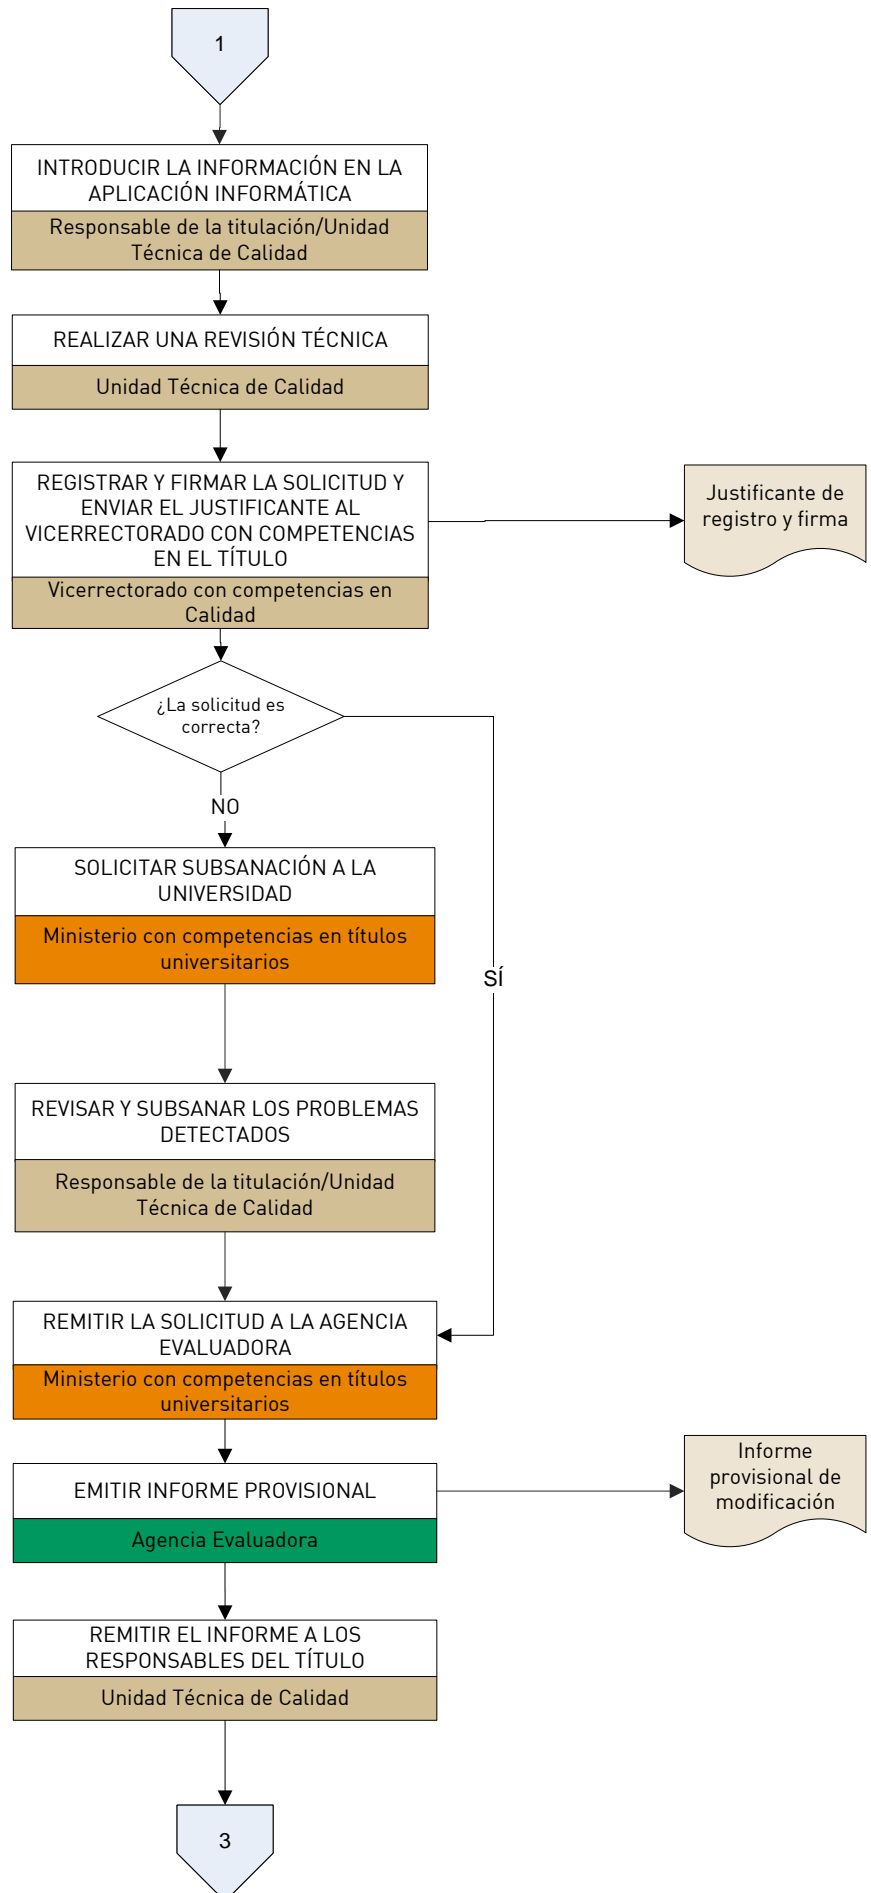 1
INTRODUCIR LA INFORMACIÓN EN LA
APLICACIÓN INFORMÁTICA
Responsable de la titulación/Unidad
Técnica de Calidad
REALIZAR UNA REVISIÓN TÉCNICA
Unidad Técnica de Calidad
REGISTRAR Y FIRMAR LA SOLICITUD Y
ENVIAR EL JUSTIFICANTE AL
VICERRECTORADO CON COMPETENCIAS
EN EL TÍTULO
Vicerrectorado con competencias en
Calidad
Justificante de
registro y firma
¿La solicitud es
correcta?
NO
SOLICITAR SUBSANACIÓN A LA
UNIVERSIDAD
Ministerio con competencias en títulos
universitarios
SÍ
REVISAR Y SUBSANAR LOS PROBLEMAS
DETECTADOS
Responsable de la titulación/Unidad
Técnica de Calidad
REMITIR LA SOLICITUD A LA AGENCIA
EVALUADORA
Ministerio con competencias en títulos
universitarios
EMITIR INFORME PROVISIONAL
Agencia Evaluadora
Informe
provisional de
modificación
REMITIR EL INFORME A LOS
RESPONSABLES DEL TÍTULO
Unidad Técnica de Calidad
3